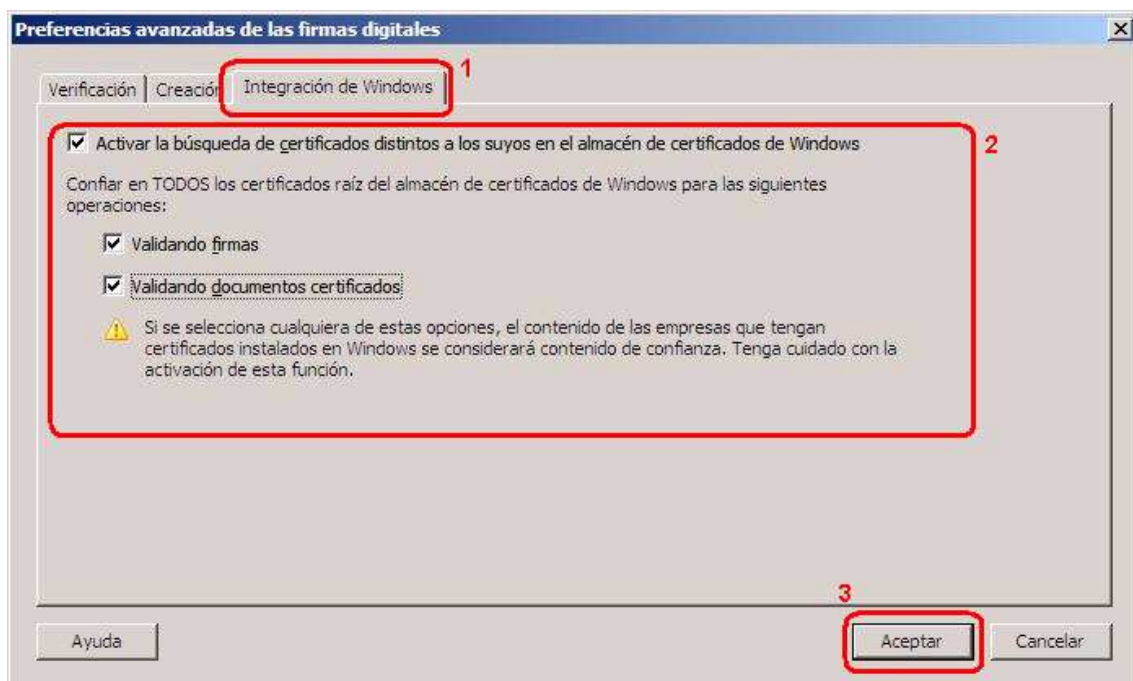 Preferencias avanzadas de las firmas digitales
1
Verificación Creación Integración de Windows
2
Activar la búsqueda de certificados distintos a los suyos en el almacén de certificados de Windows
Confiar en TODOS los certificados raíz del almacén de certificados de Windows para las siguientes
operaciones:
Validando firmas
Validando documentos certificados
Si se selecciona cualquiera de estas opciones, el contenido de las empresas que tengan
certificados instalados en Windows se considerará contenido de confianza. Tenga cuidado con la
activación de esta función.
3
Ayuda Aceptar Cancelar